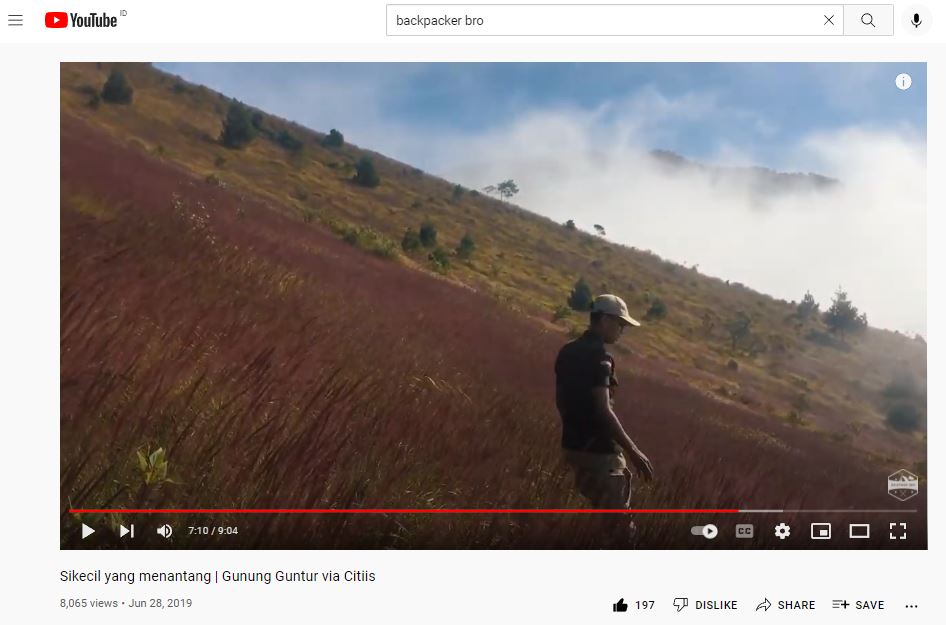 YouTube ID
backpacker bro
7:10 / 9:04
CC
Sikecil yang menantang | Gunung Guntur via Citiis
8,065 views • Jun 28, 2019
197 DISLIKE SHARE SAVE